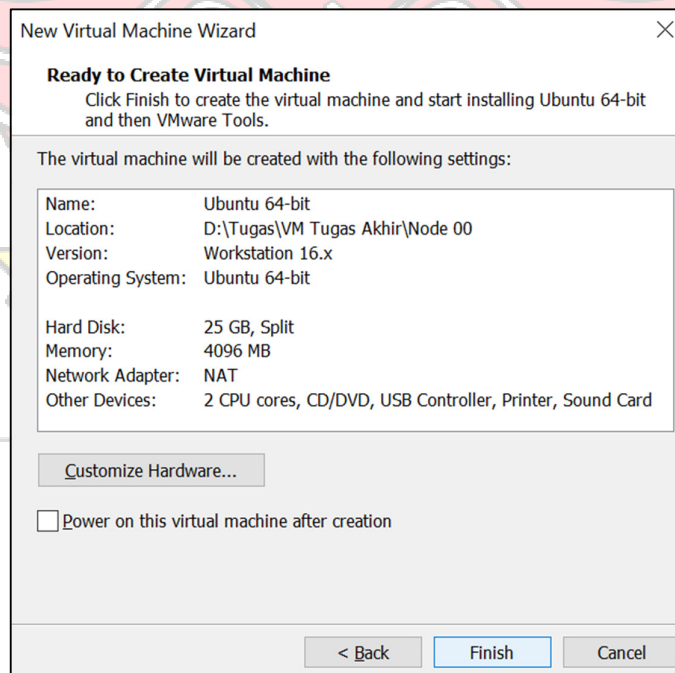 New Virtual Machine Wizard
Ready to Create Virtual Machine
Click Finish to create the virtual machine and start installing Ubuntu 64-bit
and then VMware Tools.
The virtual machine will be created with the following settings:
Name: Ubuntu 64-bit
Location: D:\Tugas\VM Tugas Akhir\Node 00
Version: Workstation 16.x
Operating System: Ubuntu 64-bit
Hard Disk: 25 GB, Split
Memory: 4096 MB
Network Adapter: NAT
Other Devices: 2 CPU cores, CD/DVD, USB Controller, Printer, Sound Card
Customize Hardware...
Power on this virtual machine after creation
< Back Finish Cancel